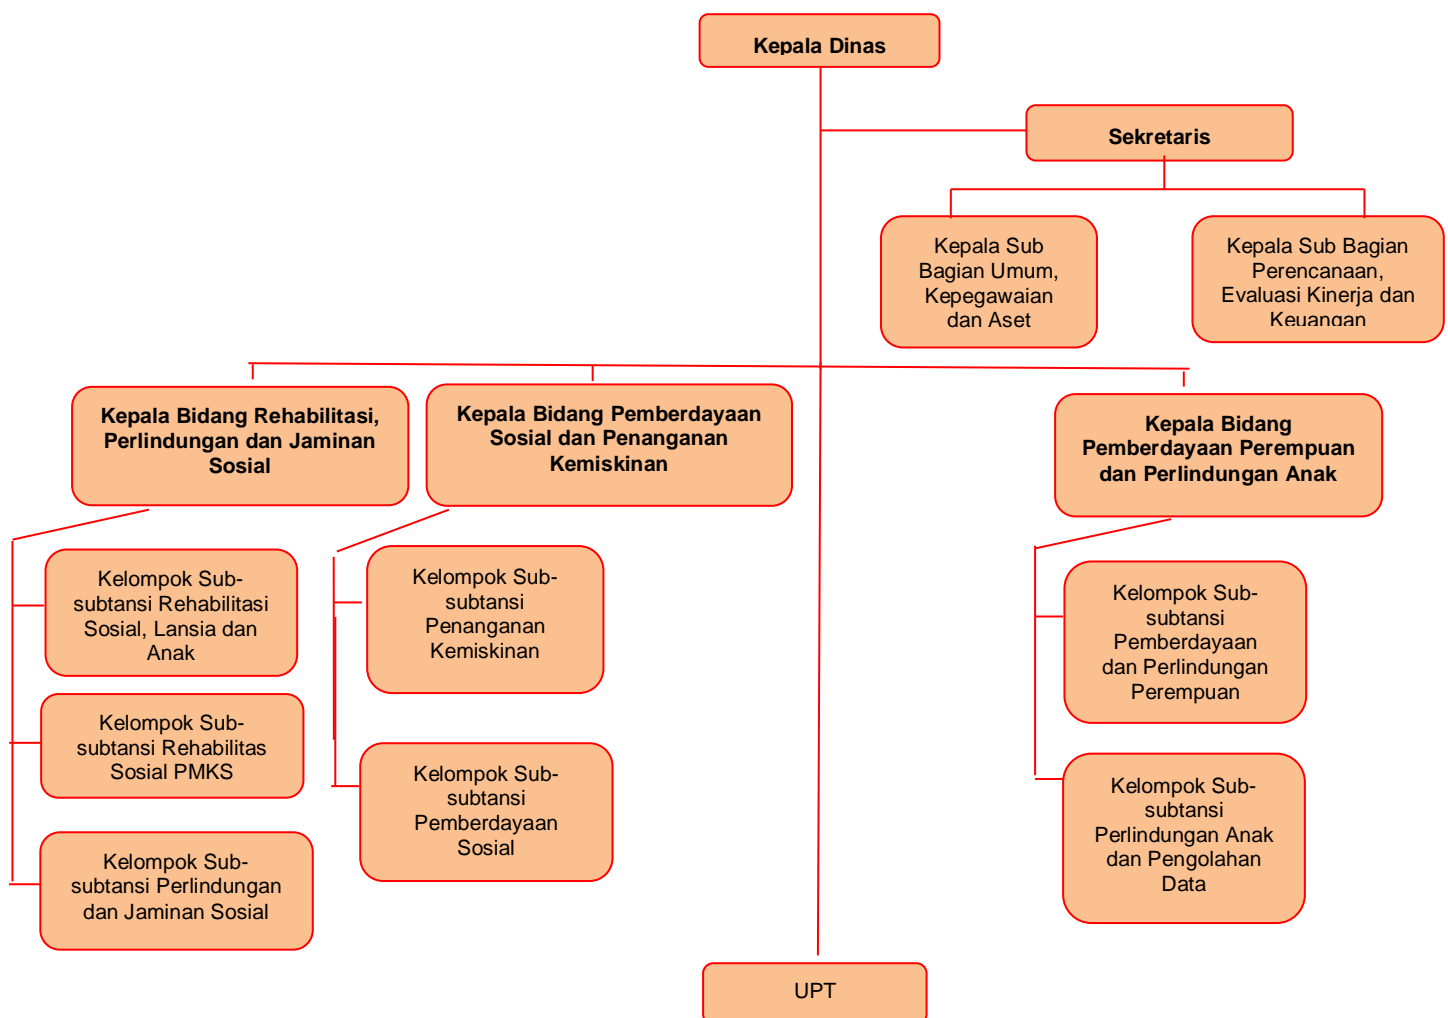 Kepala Dinas
Sekretaris
Kepala Sub
Bagian Umum,
Kepegawaian
dan Aset
Kepala Sub Bagian
Perencanaan,
Evaluasi Kinerja dan
Keuangan
Kepala Bidang Rehabilitasi,
Perlindungan dan Jaminan
Sosial
Kepala Bidang Pemberdayaan
Sosial dan Penanganan
Kemiskinan
Kepala Bidang
Pemberdayaan Perempuan
dan Perlindungan Anak
Kelompok Sub-
subtansi Rehabilitasi
Sosial, Lansia dan
Anak
Kelompok Sub-
subtansi Rehabilitas
Sosial PMKS
Kelompok Sub-
subtansi Perlindungan
dan Jaminan Sosial
Kelompok Sub-
subtansi
Penanganan
Kemiskinan
Kelompok Sub-
subtansi
Pemberdayaan
Sosial
Kelompok Sub-
subtansi
Pemberdayaan
dan Perlindungan
Perempuan
Kelompok Sub-
subtansi
Perlindungan Anak
dan Pengolahan
Data
UPT